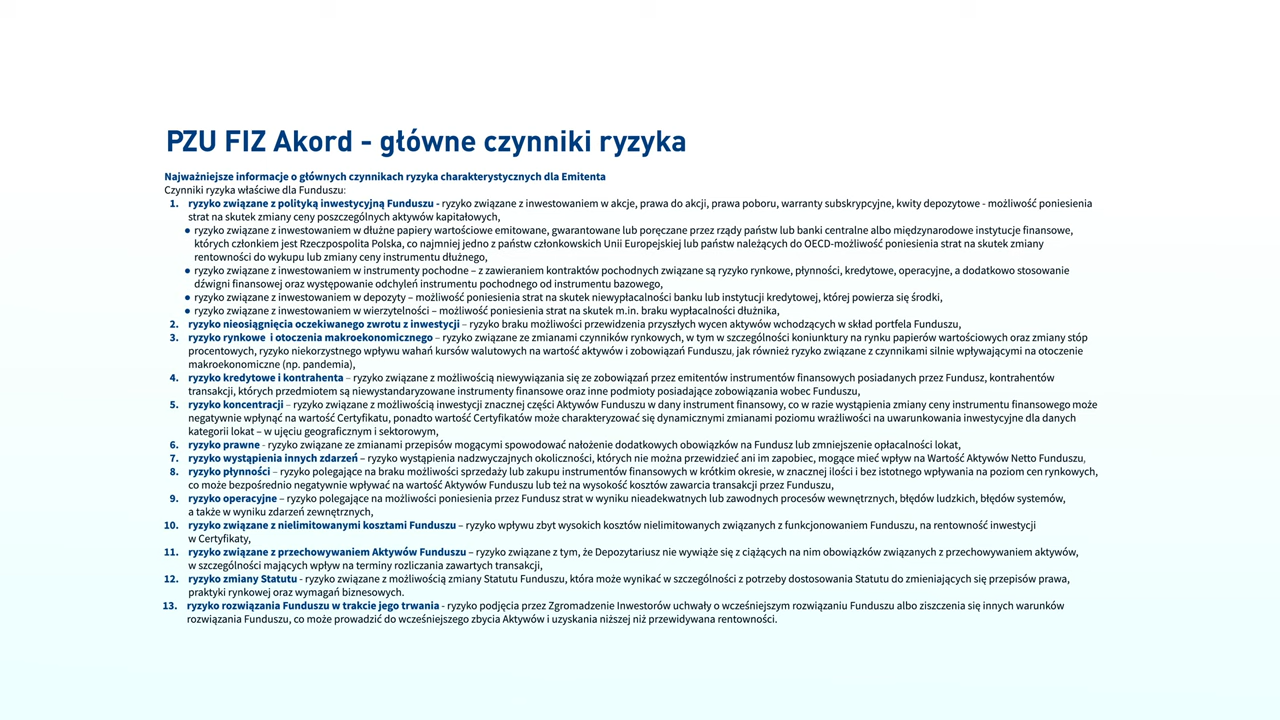 PZU FIZ Akord - główne czynniki ryzyka
Najważniejsze informacje o głównych czynnikach ryzyka charakterystycznych dla Emitenta
Czynniki ryzyka właściwe dla Funduszu:
1. ryzyko związane z polityką inwestycyjną Funduszu - ryzyko związane z inwestowaniem w akcje, prawa do akcji, prawa poboru, warranty subskrypcyjne, kwity depozytowe - możliwość poniesienia
strat na skutek zmiany ceny poszczególnych aktywów kapitałowych,
• ryzyko związane z inwestowaniem w dłużne papiery wartościowe emitowane, gwarantowane lub poręczane przez rządy państw lub banki centralne albo międzynarodowe instytucje finansowe,
których członkiem jest Rzeczpospolita Polska, co najmniej jedno z państw członkowskich Unii Europejskiej lub państw należących do OECD-możliwość poniesienia strat na skutek zmiany
rentowności do wykupu lub zmiany ceny instrumentu dłużnego,
• ryzyko związane z inwestowaniem w instrumenty pochodne – z zawieraniem kontraktów pochodnych związane są ryzyko rynkowe, płynności, kredytowe, operacyjne, a dodatkowo stosowanie
dźwigni finansowej oraz występowanie odchyleń instrumentu pochodnego od instrumentu bazowego,
• ryzyko związane z inwestowaniem w depozyty – możliwość poniesienia strat na skutek niewypłacalności banku lub instytucji kredytowej, której powierza się środki,
• ryzyko związane z inwestowaniem w wierzytelności – możliwość poniesienia strat na skutek m.in. braku wypłacalności dłużnika,
2. ryzyko nieosiągnięcia oczekiwanego zwrotu z inwestycji – ryzyko braku możliwości przewidzenia przyszłych wycen aktywów wchodzących w skład portfela Funduszu,
3. ryzyko rynkowe i otoczenia makroekonomicznego – ryzyko związane ze zmianami czynników rynkowych, w tym w szczególności koniunktury na rynku papierów wartościowych oraz zmiany stóp
procentowych, ryzyko niekorzystnego wpływu wahań kursów walutowych na wartość aktywów i zobowiązań Funduszu, jak również ryzyko związane z czynnikami silnie wpływającymi na otoczenie
makroekonomiczne (np. pandemia),
4. ryzyko kredytowe i kontrahenta – ryzyko związane z możliwością niewywiązania się ze zobowiązań przez emitentów instrumentów finansowych posiadanych przez Fundusz, kontrahentów
transakcji, których przedmiotem są niewystandaryzowane instrumenty finansowe oraz inne podmioty posiadające zobowiązania wobec Funduszu,
5. ryzyko koncentracji – ryzyko związane z możliwością inwestycji znacznej części Aktywów Funduszu w dany instrument finansowy, co w razie wystąpienia zmiany ceny instrumentu finansowego może
negatywnie wpłynąć na wartość Certyfikatu, ponadto wartość Certyfikatów może charakteryzować się dynamicznymi zmianami poziomu wrażliwości na uwarunkowania inwestycyjne dla danych
kategorii lokat – w ujęciu geograficznym i sektorowym,
6. ryzyko prawne - ryzyko związane ze zmianami przepisów mogącymi spowodować nałożenie dodatkowych obowiązków na Fundusz lub zmniejszenie opłacalności lokat,
7. ryzyko wystąpienia innych zdarzeń – ryzyko wystąpienia nadzwyczajnych okoliczności, których nie można przewidzieć ani im zapobiec, mogące mieć wpływ na Wartość Aktywów Netto Funduszu,
8. ryzyko płynności – ryzyko polegające na braku możliwości sprzedaży lub zakupu instrumentów finansowych w krótkim okresie, w znacznej ilości i bez istotnego wpływania na poziom cen rynkowych,
co może bezpośrednio negatywnie wpływać na wartość Aktywów Funduszu lub też na wysokość kosztów zawarcia transakcji przez Funduszu,
9. ryzyko operacyjne – ryzyko polegające na możliwości poniesienia przez Fundusz strat w wyniku nieadekwatnych lub zawodnych procesów wewnętrznych, błędów ludzkich, błędów systemów,
a także w wyniku zdarzeń zewnętrznych,
10. ryzyko związane z nielimitowanymi kosztami Funduszu – ryzyko wpływu zbyt wysokich kosztów nielimitowanych związanych z funkcjonowaniem Funduszu, na rentowność inwestycji
w Certyfikaty,
11. ryzyko związane z przechowywaniem Aktywów Funduszu – ryzyko związane z tym, że Depozytariusz nie wywiąże się z ciążących na nim obowiązków związanych z przechowywaniem aktywów,
w szczególności mających wpływ na terminy rozliczania zawartych transakcji,
12. ryzyko zmiany Statutu - ryzyko związane z możliwością zmiany Statutu Funduszu, która może wynikać w szczególności z potrzeby dostosowania Statutu do zmieniających się przepisów prawa,
praktyki rynkowej oraz wymagań biznesowych.
13. ryzyko rozwiązania Funduszu w trakcie jego trwania - ryzyko podjęcia przez Zgromadzenie Inwestorów uchwały o wcześniejszym rozwiązaniu Funduszu albo ziszczenia się innych warunków
rozwiązania Funduszu, co może prowadzić do wcześniejszego zbycia Aktywów i uzyskania niższej niż przewidywana rentowności.